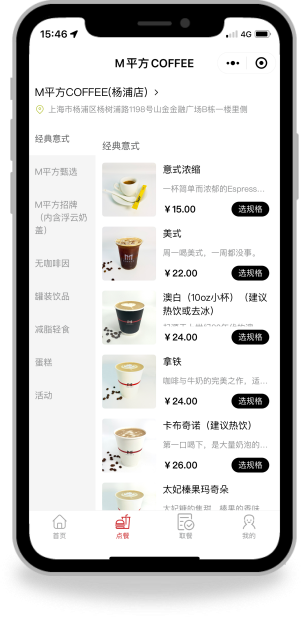 15:46
4G
M平方COFFEE
M平方COFFEE(杨浦店)
上海市杨浦区杨树浦路1198号山金金融广场B栋一楼里侧
经典意式
M平方甄选
M平方招牌
（内含浮云奶
盖）
无咖啡因
罐装饮品
减脂轻食
蛋糕
活动
经典意式
意式浓缩
一杯简单而浓郁的Espress...
¥ 15.00
选规格
美式
周一喝美式，一周都没事。
¥ 22.00
选规格
澳白（10oz小杯）（建议
热饮或去冰）
¥ 24.00
选规格
拿铁
咖啡与牛奶的完美之作，适...
¥ 24.00
选规格
卡布奇诺（建议热饮）
第一口喝下，是大量奶泡的...
¥ 26.00
选规格
太妃榛果玛奇朵
首页
点餐
取餐
我的